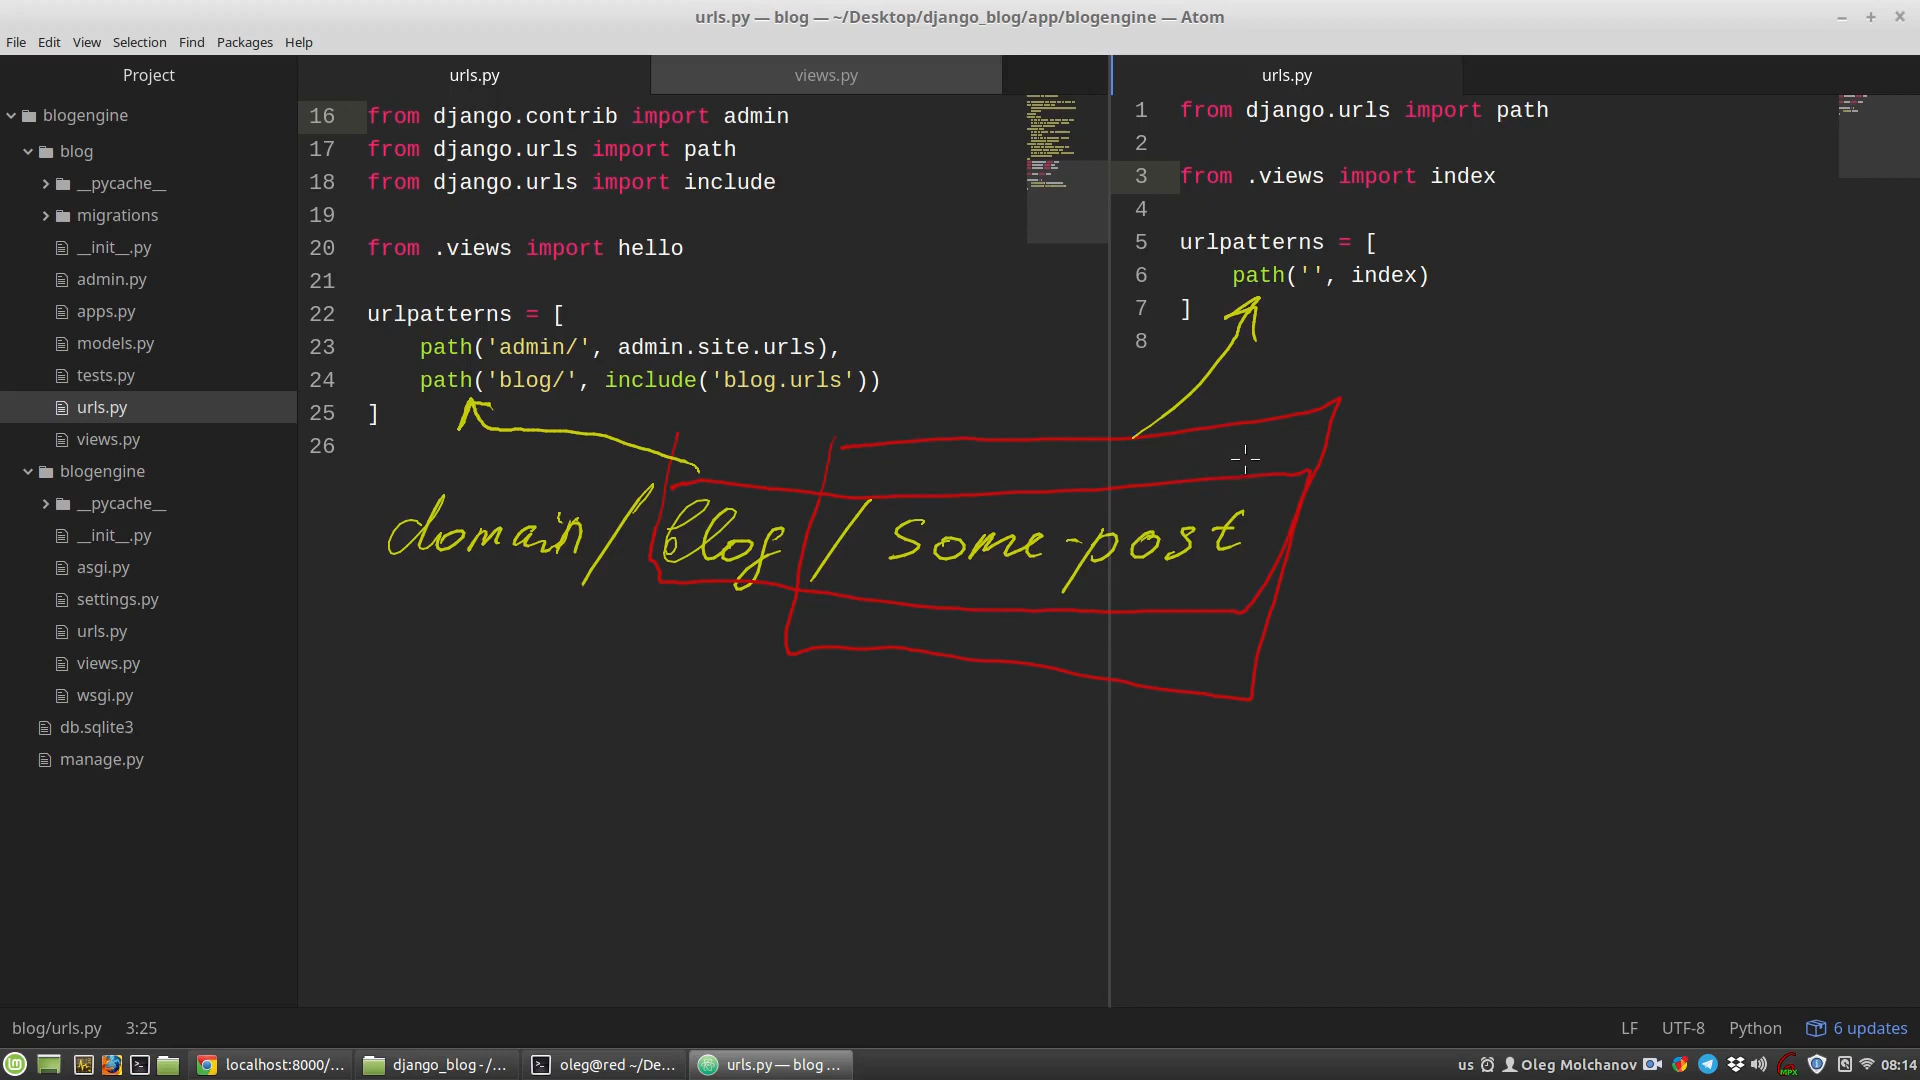 urls.py — blog — ~/Desktop/django_blog/app/blogengine — Atom
File Edit View Selection Find Packages Help
Project
blogengine
blog
__pycache__
migrations
__init__.py
admin.py
apps.py
models.py
tests.py
urls.py
views.py
blogengine
__pycache__
__init__.py
asgi.py
settings.py
urls.py
views.py
wsgi.py
db.sqlite3
manage.py
urls.py views.py
16 from django.contrib import admin
17 from django.urls import path
18 from django.urls import include
19
20 from .views import hello
21
22 urlpatterns = [
23 path('admin/', admin.site.urls),
24 path('blog/', include('blog.urls'))
25 ]
26
urls.py
1 from django.urls import path
2
3 from .views import index
4
5 urlpatterns = [
6 path('', index)
7 ]
8
domain/blog/some-post
blog/urls.py 3:25 LF UTF-8 Python 6 updates
localhost:8000/... django_blog - /... oleg@red ~/De... urls.py — blog ... us Oleg Molchanov MPX 08:14